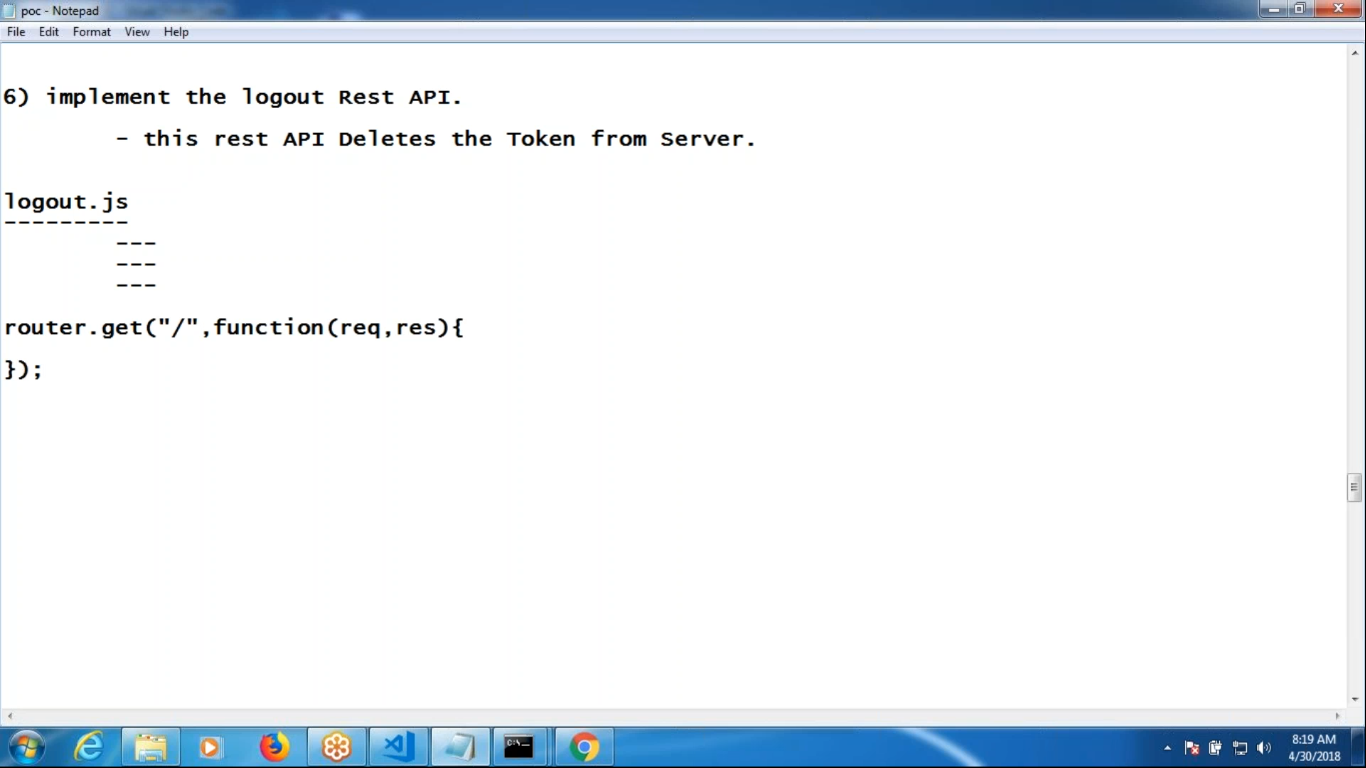 poc - Notepad
File Edit Format View Help
6) implement the logout Rest API.
- this rest API Deletes the Token from Server.
logout.js
---------
---
---
---
router.get("/",function(req,res){
});
8:19 AM
4/30/2018